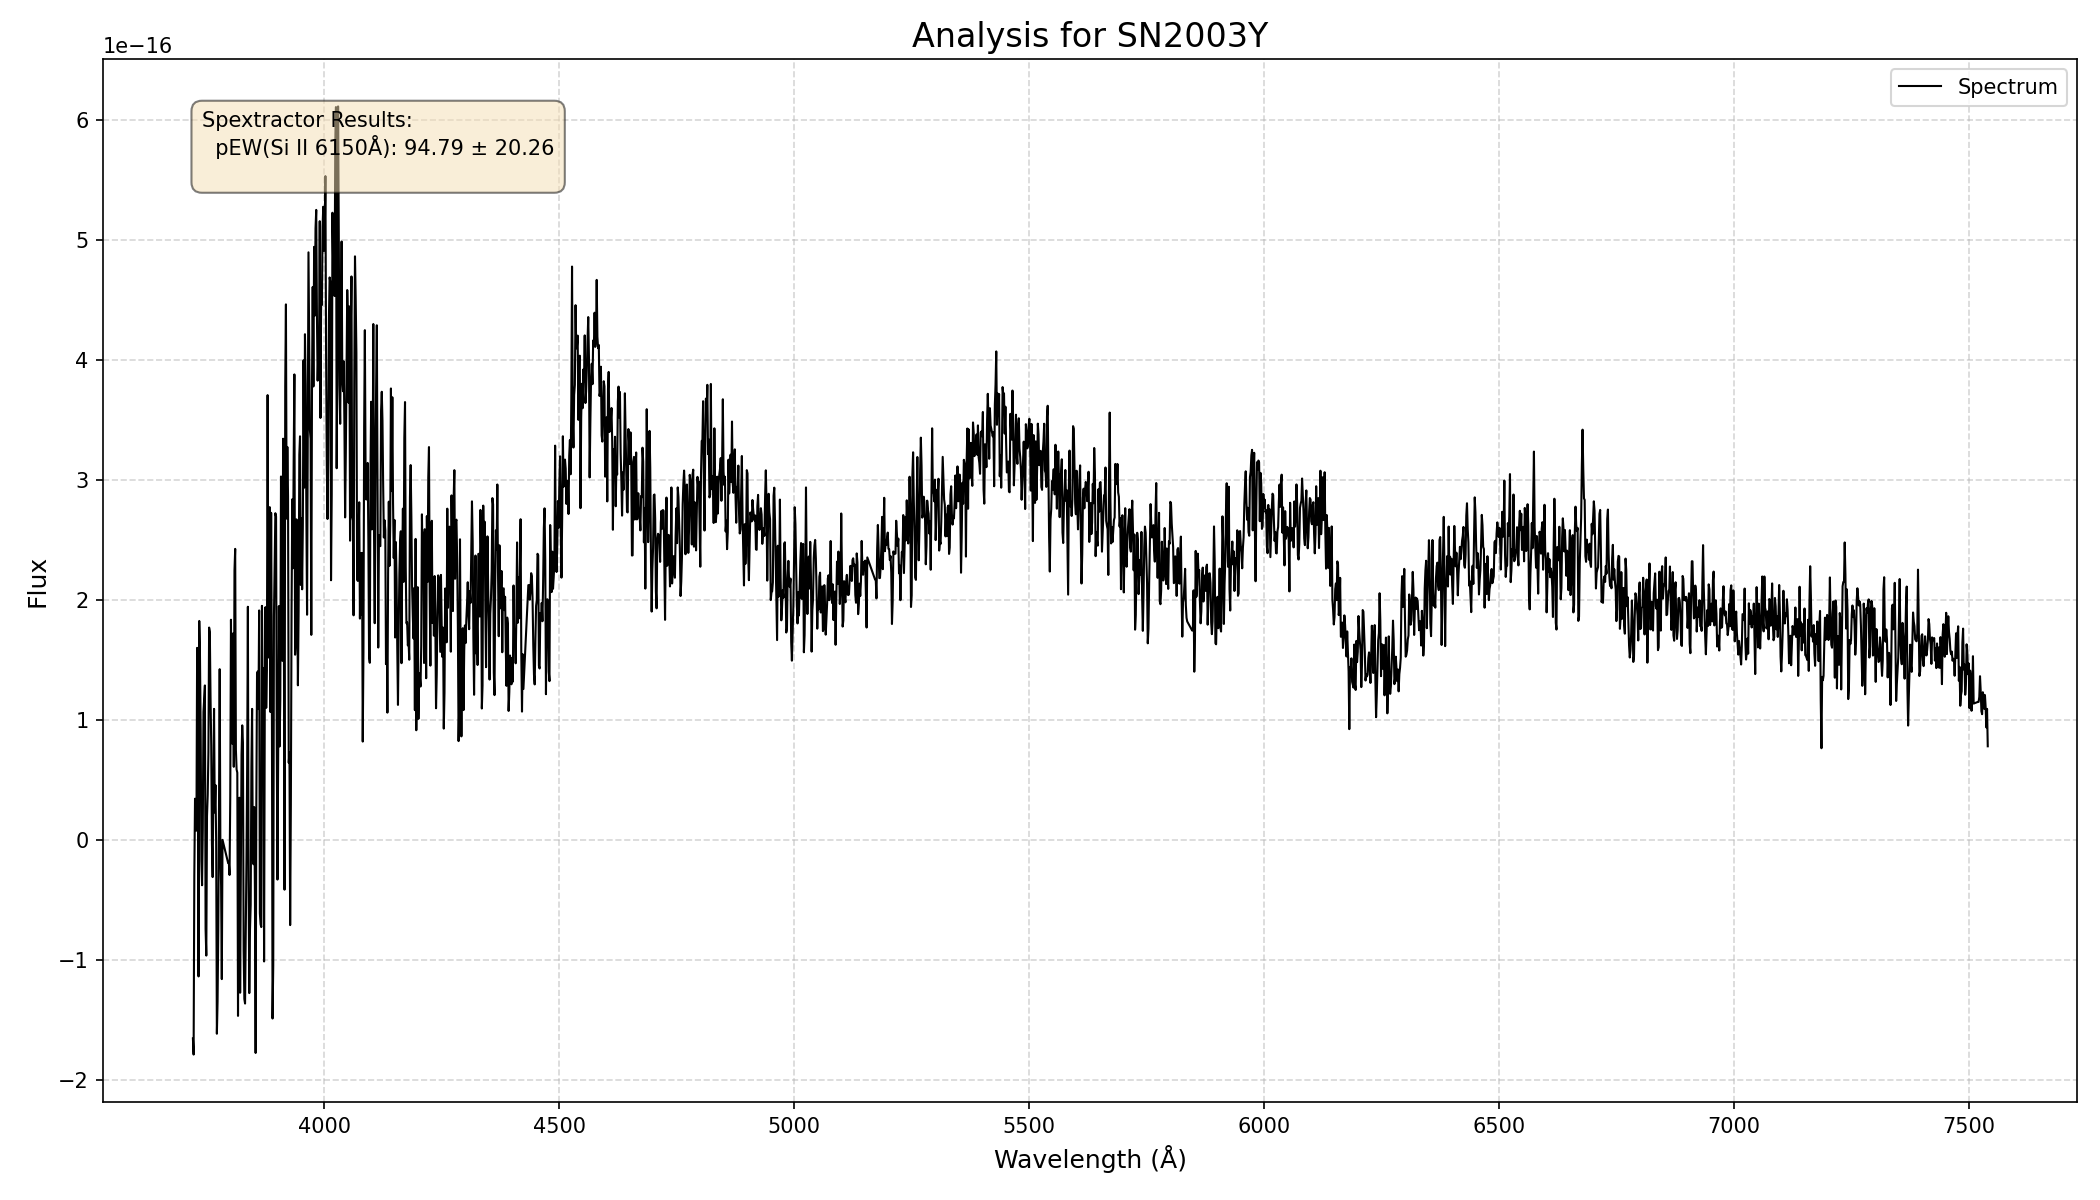 Analysis for SN2003Y
1e−16
Spectrum
Spextractor Results:
pEW(Si II 6150Å): 94.79 ± 20.26
6
5
4
3
2
1
0
−1
−2
Flux
4000 4500 5000 5500 6000 6500 7000 7500
Wavelength (Å)